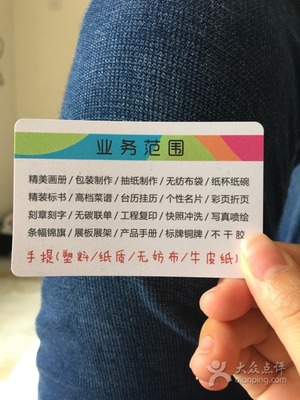 业务范围
精美画册/包装制作/抽纸制作/无纺布袋/纸杯纸碗
精装标书/高档菜谱/台历挂历/个性名片/彩页折页
刻章刻字/无碳联单/工程复印/快照冲洗/写真喷绘
条幅锦旗/展板展架/产品手册/标牌铜牌/不干胶
手提(塑料/纸质/无纺布/牛皮纸)
大众点评
dianping.com